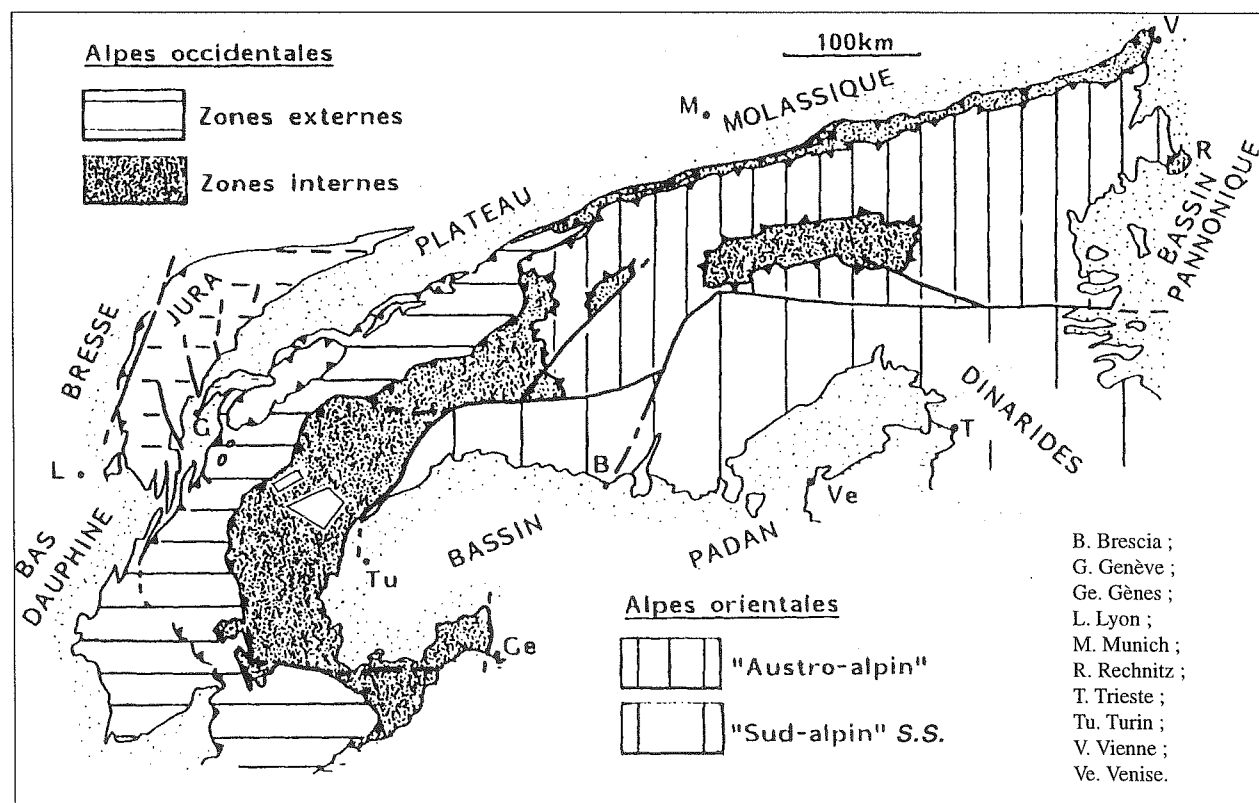 Alpes occidentales
Zones externes
Zones internes
100km
V
M
MOLASSIQUE
PLATEAU
R
BASSIN
PANNONIQUE
JURA
BRESSE
G
L
DINARIDES
T
B
Ve
BAS
DAUPHINE
BASSIN
PADAN
Tu
Ge
Alpes orientales
"Austro-alpin"
"Sud-alpin" S.S.
B. Brescia ;
G. Genève ;
Ge. Gènes ;
L. Lyon ;
M. Munich ;
R. Rechnitz ;
T. Trieste ;
Tu. Turin ;
V. Vienne ;
Ve. Venise.